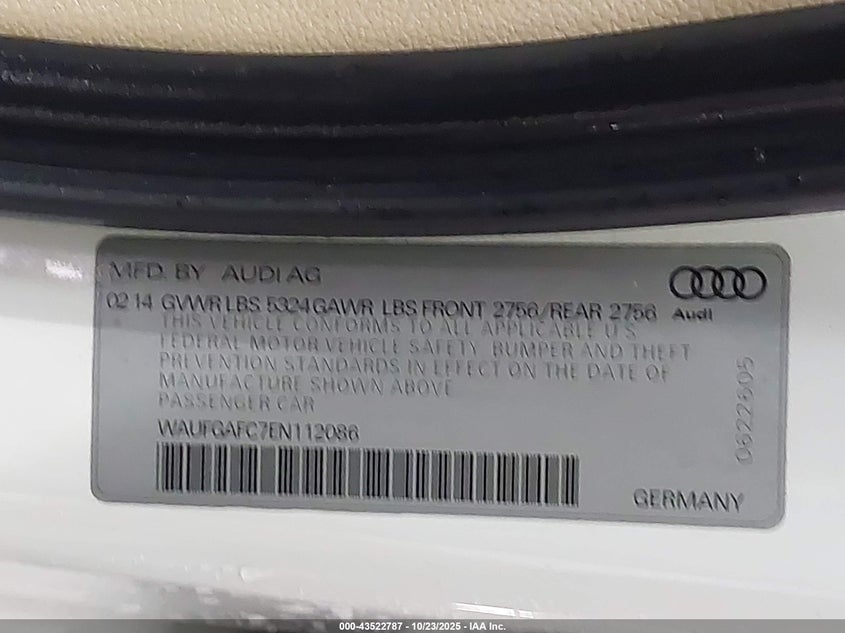 MFD. BY AUDI AG
02 14 GVWR LBS 5324 GAWR LBS FRONT 2756/REAR 2756
Audi
THIS VEHICLE CONFORMS TO ALL APPLICABLE U S
FEDERAL MOTOR VEHICLE SAFETY, BUMPER AND THEFT
PREVENTION STANDARDS IN EFFECT ON THE DATE OF
MANUFACTURE SHOWN ABOVE
PASSENGER CAR
WAUFGAFC7EN112086
0622605
GERMANY
000-43522787 - 10/23/2025 - IAA Inc.